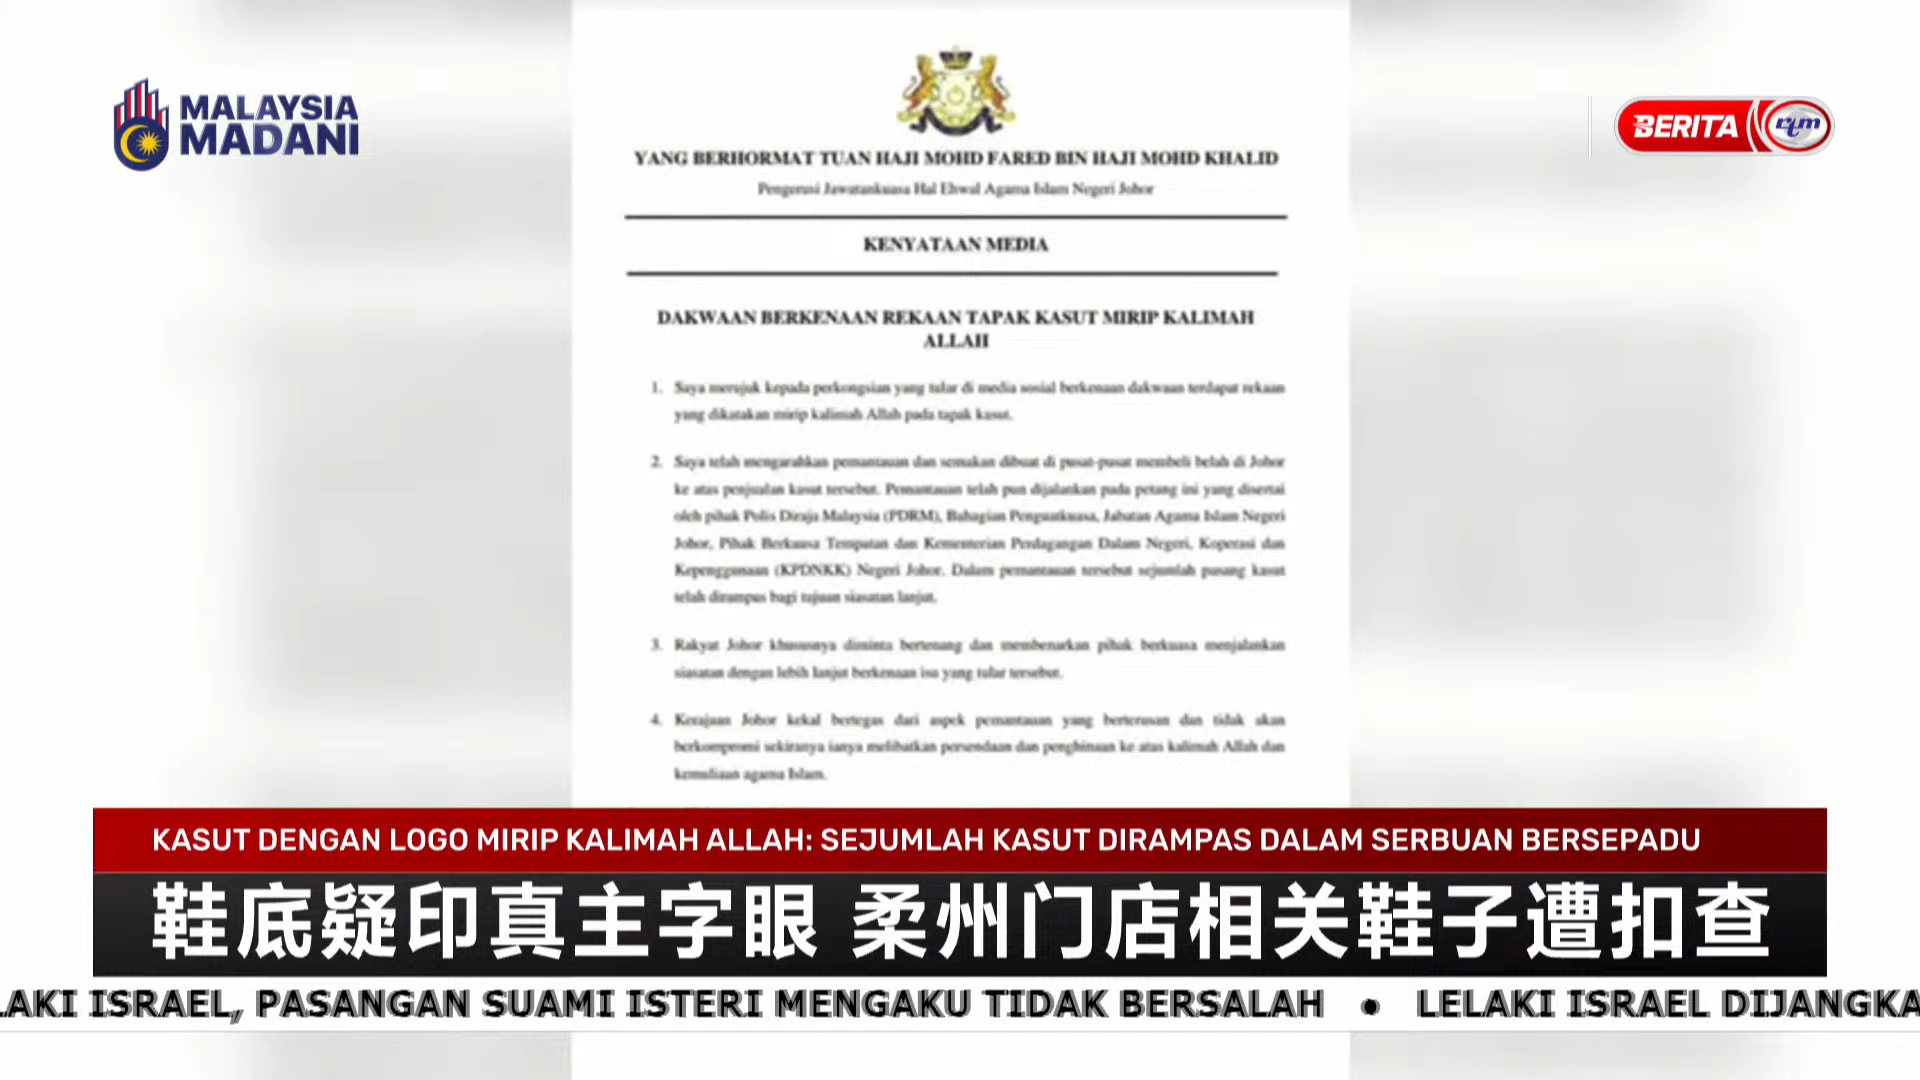 MALAYSIA
MADANI
BERITA rtm
YANG BERHORMAT TUAN HAJI MOHD FARED BIN HAJI MOHD KHALID
Pengerusi Jawatankuasa Hal Ehwal Agama Islam Negeri Johor
KENYATAAN MEDIA
DAKWAAN BERKENAAN REKAAN TAPAK KASUT MIRIP KALIMAH
ALLAH
1. Saya merujuk kepada perkongsian yang tular di media sosial berkenaan dakwaan terdapat rekaan
yang dikatakan mirip kalimah Allah pada tapak kasut.
2. Saya telah mengarahkan pemantauan dan semakan dibuat di pusat-pusat membeli belah di Johor
ke atas penjualan kasut tersebut. Pemantauan telah pun dijalankan pada petang ini yang disertai
oleh pihak Polis Diraja Malaysia (PDRM), Bahagian Penguatkuasa, Jabatan Agama Islam Negeri
Johor, Pihak Berkuasa Tempatan dan Kementerian Perdagangan Dalam Negeri, Koperasi dan
Kepenggunaan (KPDNKK) Negeri Johor. Dalam pemantauan tersebut sejumlah pasang kasut
telah dirampas bagi tujuan siasatan lanjut.
3. Rakyat Johor khususnya diminta bertenang dan membenarkan pihak berkuasa menjalankan
siasatan dengan lebih lanjut berkenaan isu yang tular tersebut.
4. Kerajaan Johor kekal bertegas dari aspek pemantauan yang berterusan dan tidak akan
berkompromi sekiranya ianya melibatkan persendaan dan penghinaan ke atas kalimah Allah dan
kemuliaan agama Islam.
KASUT DENGAN LOGO MIRIP KALIMAH ALLAH: SEJUMLAH KASUT DIRAMPAS DALAM SERBUAN BERSEPADU
鞋底疑印真主字眼 柔州门店相关鞋子遭扣查
LAKI ISRAEL, PASANGAN SUAMI ISTERI MENGAKU TIDAK BERSALAH • LELAKI ISRAEL DIJANGKA